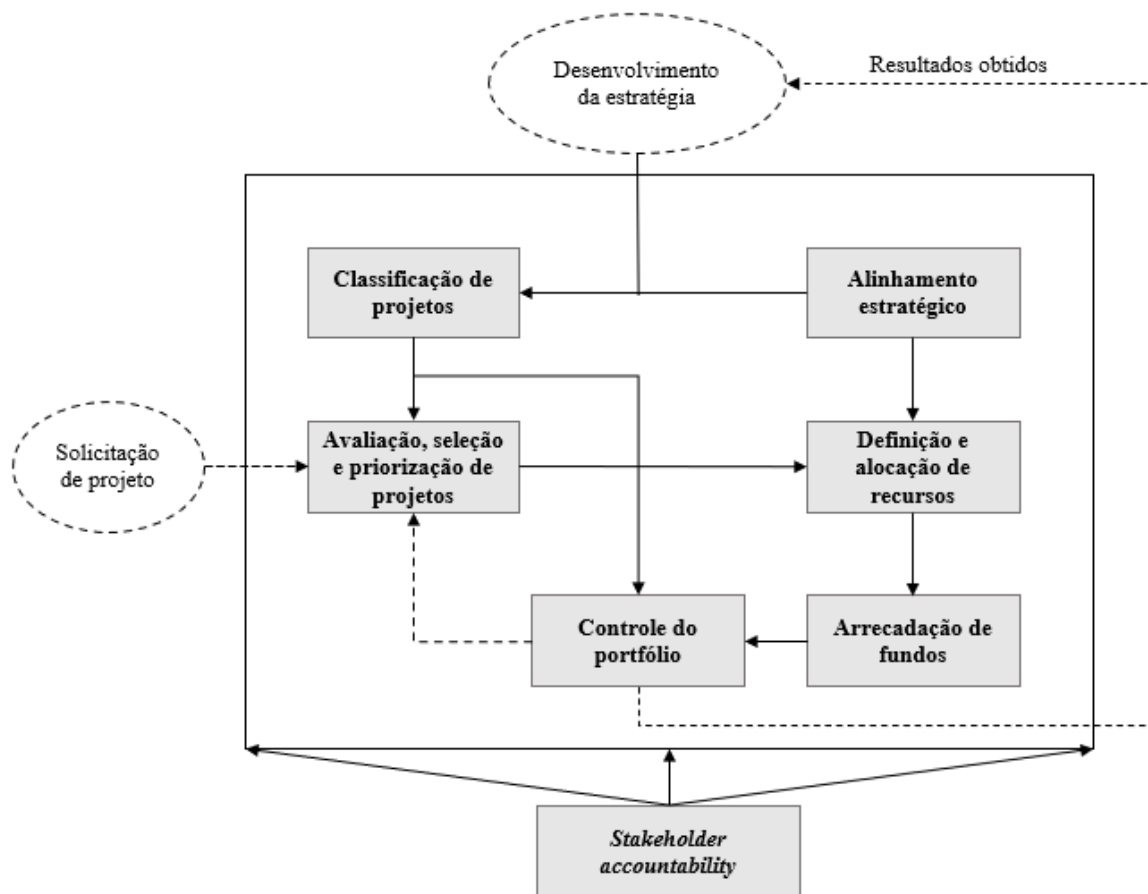 Desenvolvimento
da estratégia
Resultados obtidos
Classificação de
projetos
Alinhamento
estratégico
Solicitação
de projeto
Avaliação, seleção
e priorização de
projetos
Definição e
alocação de
recursos
Controle do
portfólio
Arrecadação de
fundos
Stakeholder
accountability